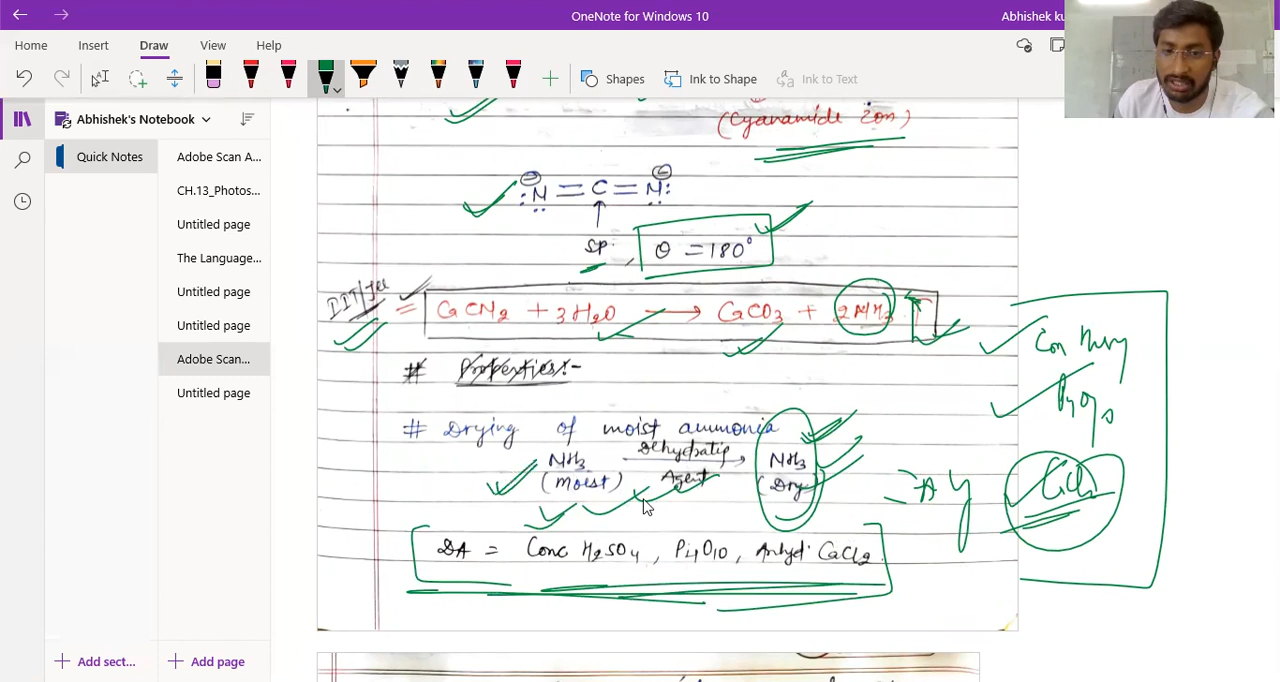 OneNote for Windows 10
Abhishek ku
Home Insert Draw View Help
Shapes Ink to Shape Ink to Text
Abhishek's Notebook
Quick Notes
Adobe Scan A...
CH.13_Photos...
Untitled page
The Language...
Untitled page
Untitled page
Adobe Scan...
Untitled page
Add sect...
Add page
(Cyanamide Ion)
⊖ ⊖
:N = C = N:
SP, θ = 180°
IIT/Jee = CaCN2 + 3H2O → CaCO3 + 2NH3 ↑
# Properties:-
# Drying of moist ammonia
NH3 Dehydrating Agent → NH3
(moist) (Dry)
DA = Conc H2SO4, P4O10, Anhyd. CaCl2
P4O10
CaCl2